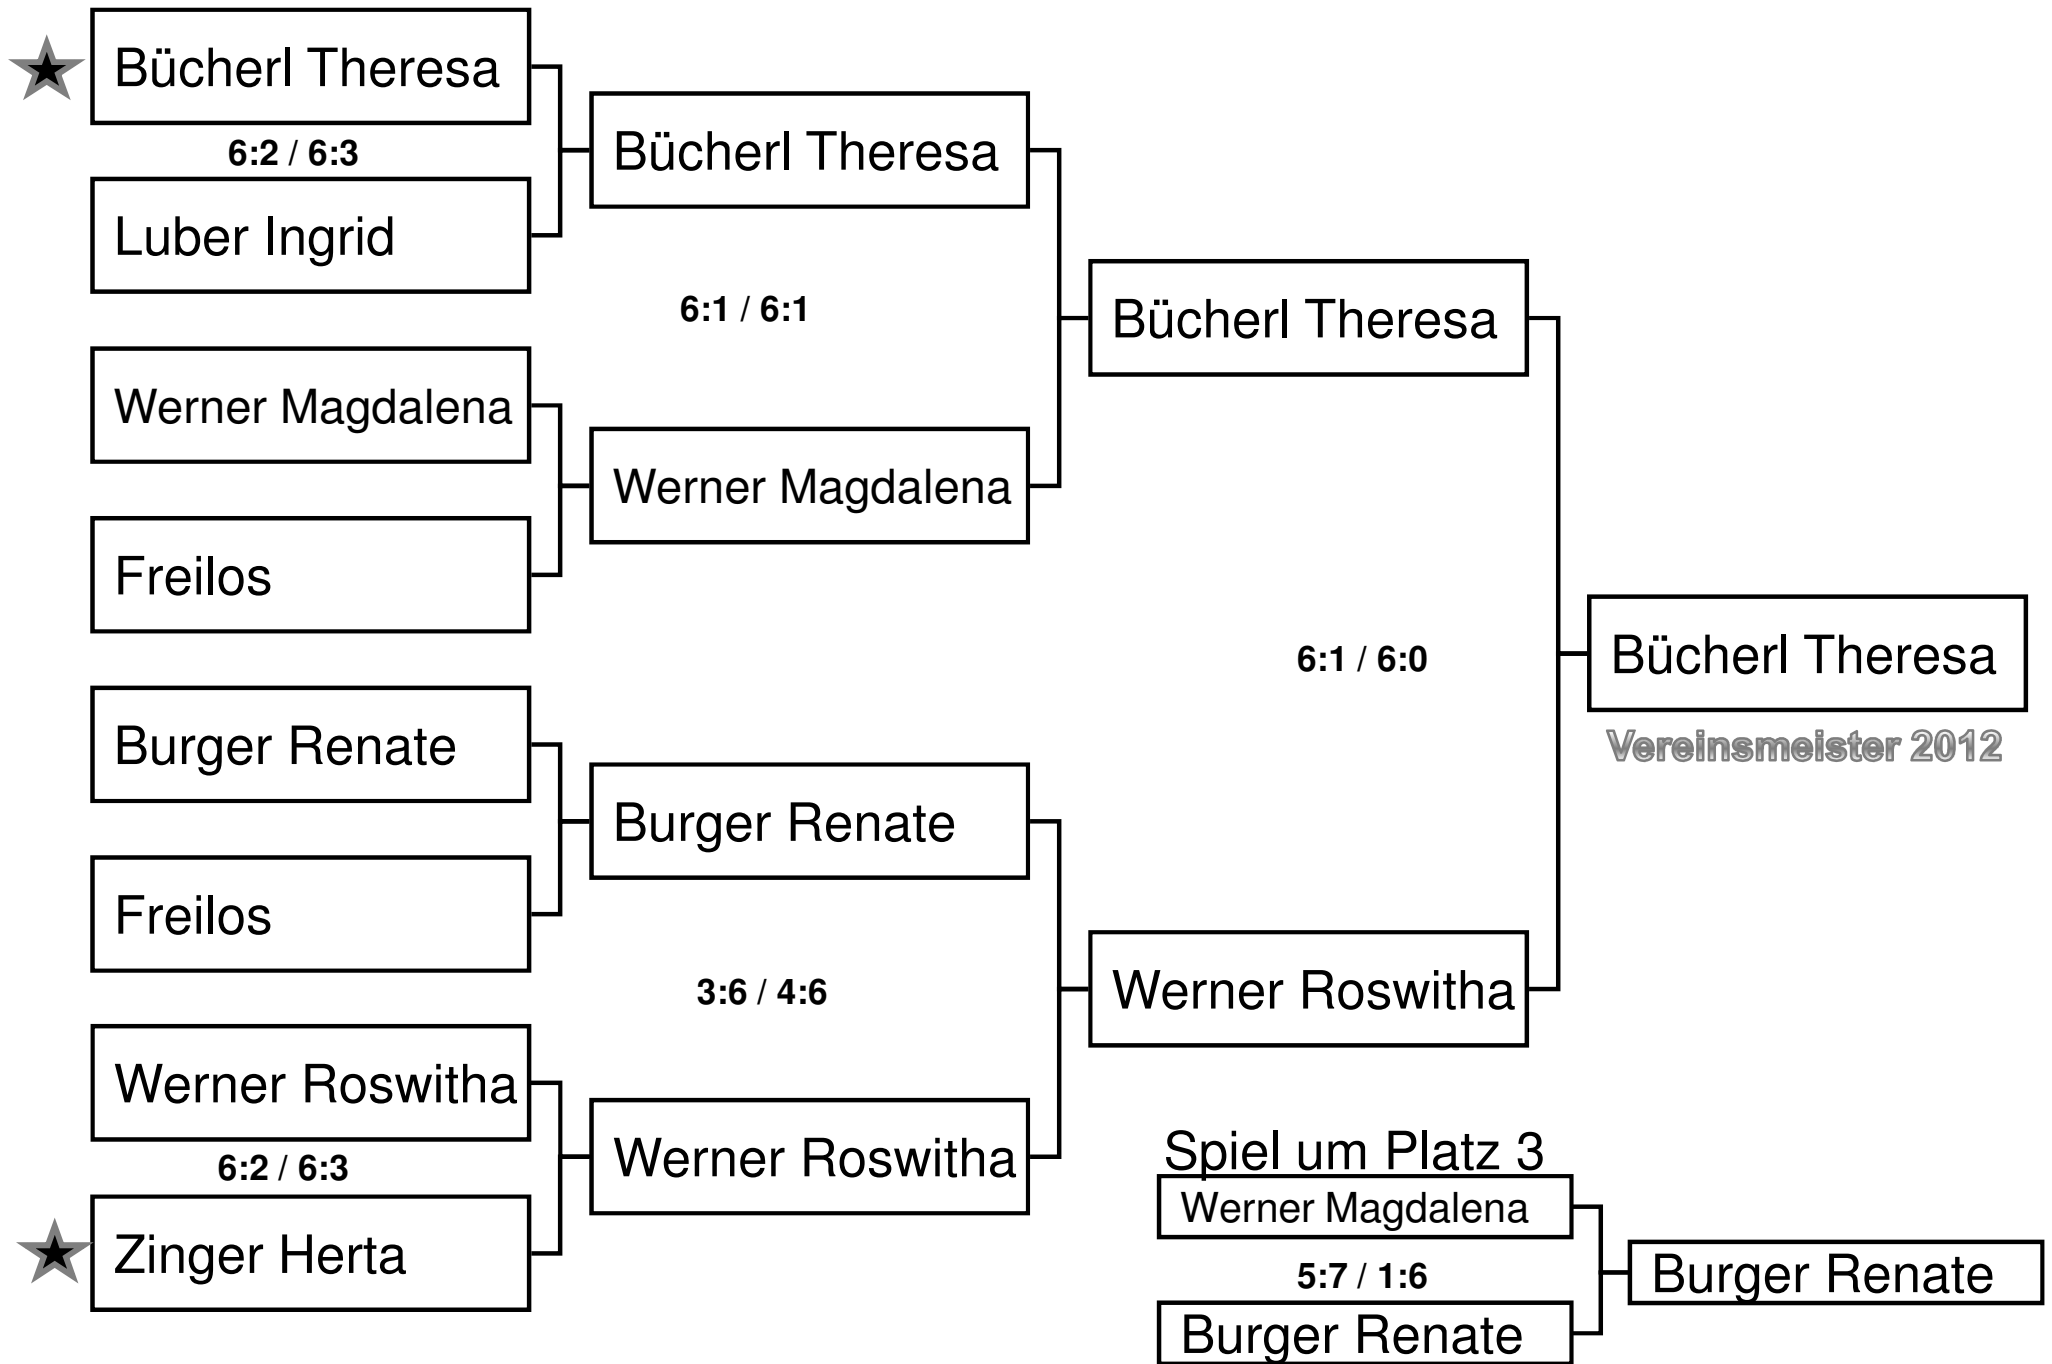 Bücherl Theresa
6:2 / 6:3
Luber Ingrid
Werner Magdalena
Freilos
Burger Renate
Freilos
Werner Roswitha
6:2 / 6:3
Zinger Herta
Bücherl Theresa
6:1 / 6:1
Werner Magdalena
Burger Renate
3:6 / 4:6
Werner Roswitha
Bücherl Theresa
6:1 / 6:0
Werner Roswitha
Bücherl Theresa
Vereinsmeister 2012
Spiel um Platz 3
Werner Magdalena
5:7 / 1:6
Burger Renate
Burger Renate